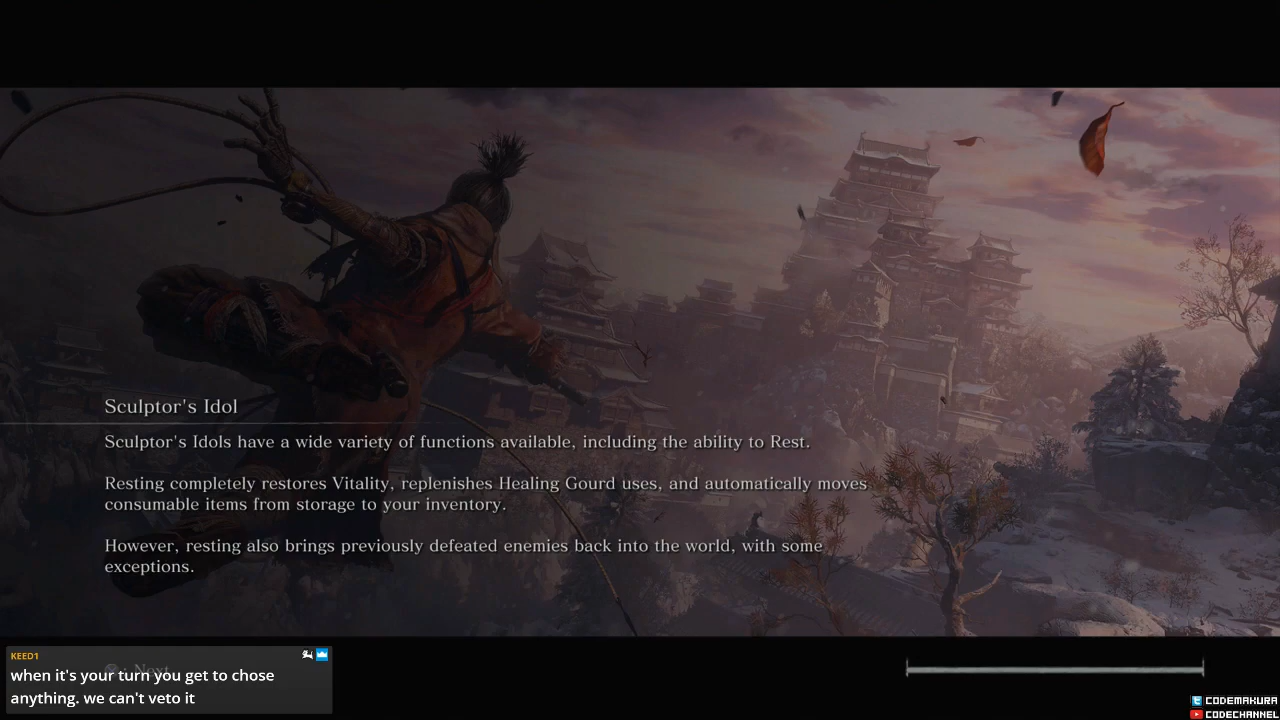 Sculptor's Idol
Sculptor's Idols have a wide variety of functions available, including the ability to Rest.
Resting completely restores Vitality, replenishes Healing Gourd uses, and automatically moves
consumable items from storage to your inventory.
However, resting also brings previously defeated enemies back into the world, with some
exceptions.
KEED1
: Next
when it's your turn you get to chose
anything. we can't veto it
CODEMAKURA
CODECHANNEL